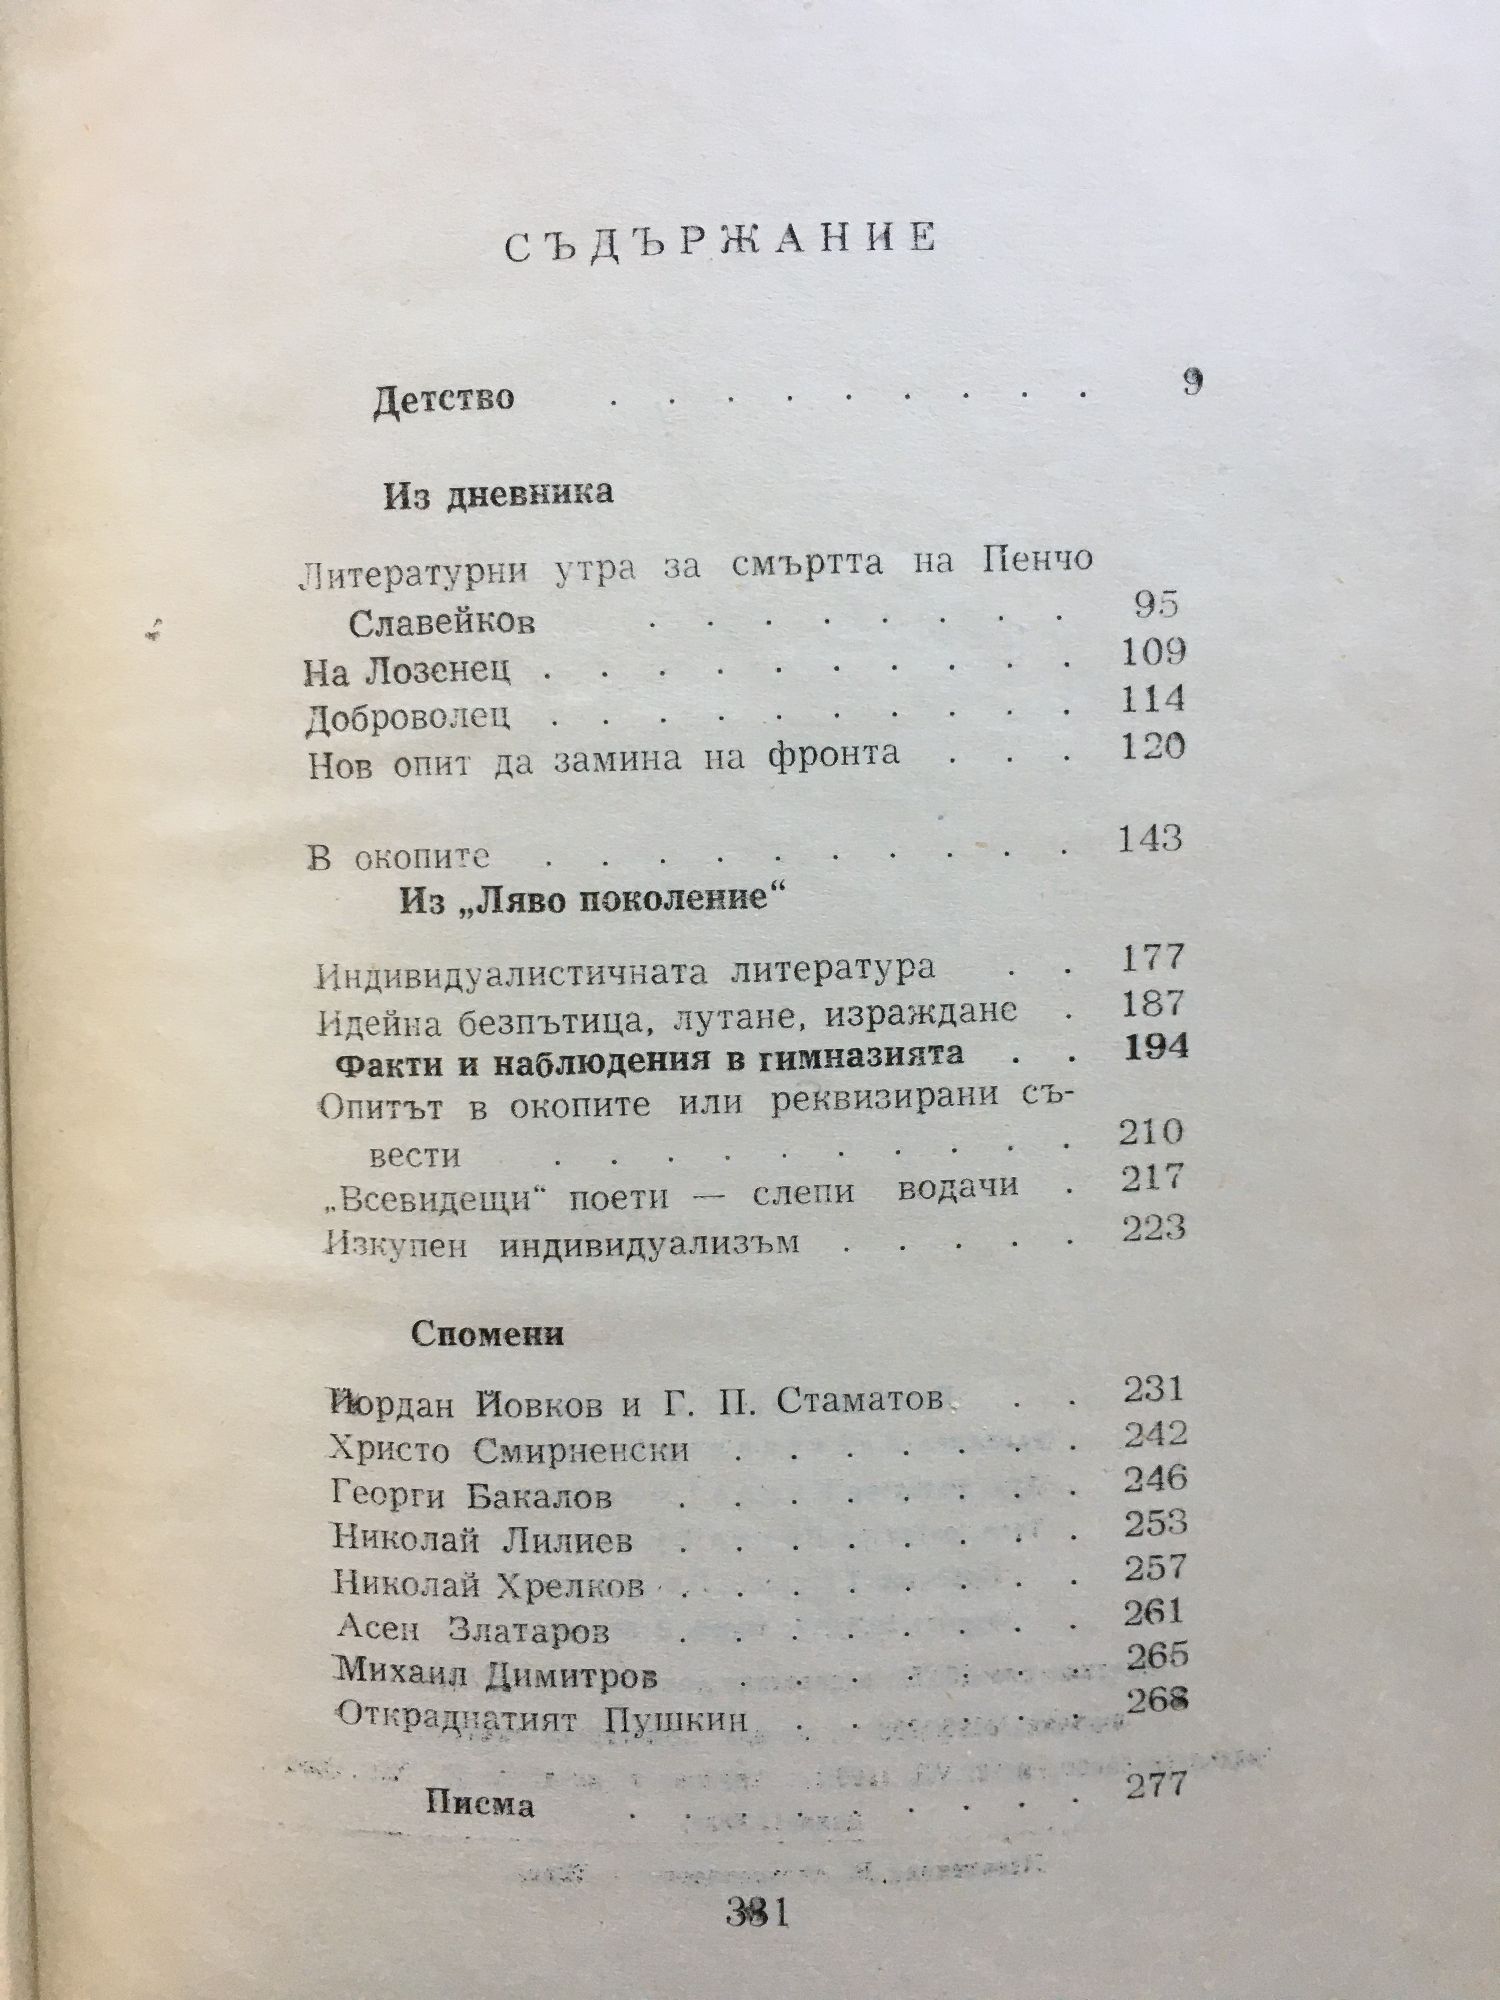 СЪДЪРЖАНИЕ
Детство . . . . . . . . . 9
Из дневника
Литературни утра за смъртта на Пенчо
Славейков . . . . . . . . 95
На Лозенец . . . . . . . . . . 109
Доброволец . . . . . . . . . . 114
Нов опит да замина на фронта . . . 120
В окопите . . . . . . . . . . 143
Из „Ляво поколение“
Индивидуалистичната литература . . 177
Идейна безпътица, лутане, израждане . 187
Факти и наблюдения в гимназията . . 194
Опитът в окопите или реквизирани съ-
вести . . . . . . . . . . 210
„Всевидещи“ поети — слепи водачи . 217
Изкупен индивидуализъм . . . . . 223
Спомени
Йордан Йовков и Г. П. Стаматов . . 231
Христо Смирненски . . . . . . . 242
Георги Бакалов . . . . . . . . 246
Николай Лилиев . . . . . . . . 253
Николай Хрелков . . . . . . . . 257
Асен Златаров . . . . . . . . 261
Михаил Димитров . . . . . . . 265
Откраднатият Пушкин . . . . . . 268
Писма . . . . . . . . . 277
381